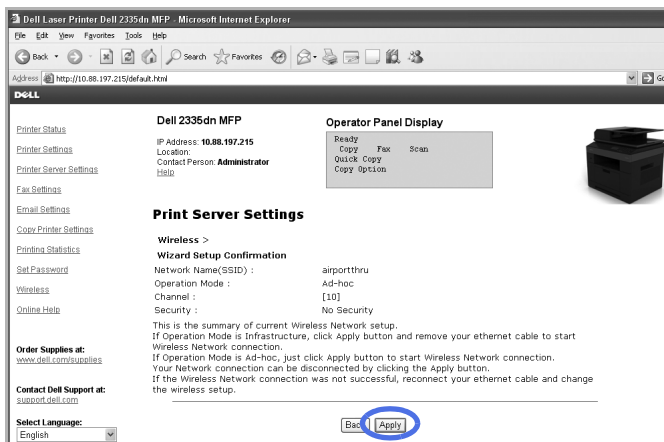 Dell Laser Printer Dell 2335dn MFP - Microsoft Internet Explorer
File Edit View Favorites Tools Help
Back Search Favorites
Address http://10.88.197.215/default.html Go
DELL
Printer Status
Printer Settings
Printer Server Settings
Fax Settings
Email Settings
Copy Printer Settings
Printing Statistics
Set Password
Wireless
Online Help
Order Supplies at:
www.dell.com/supplies
Contact Dell Support at:
support.dell.com
Select Language:
English
Dell 2335dn MFP
IP Address: 10.88.197.215
Location:
Contact Person: Administrator
Help
Operator Panel Display
Ready
Copy Fax Scan
Quick Copy
Copy Option
Print Server Settings
Wireless >
Wizard Setup Confirmation
Network Name(SSID) : airportthru
Operation Mode : Ad-hoc
Channel : [10]
Security : No Security
This is the summary of current Wireless Network setup.
If Operation Mode is Infrastructure, click Apply button and remove your ethernet cable to start
Wireless Network connection.
If Operation Mode is Ad-hoc, just click Apply button to start Wireless Network connection.
Your Network connection can be disconnected by clicking the Apply button.
If the Wireless Network connection was not successful, reconnect your ethernet cable and change
the wireless setup.
Back Apply